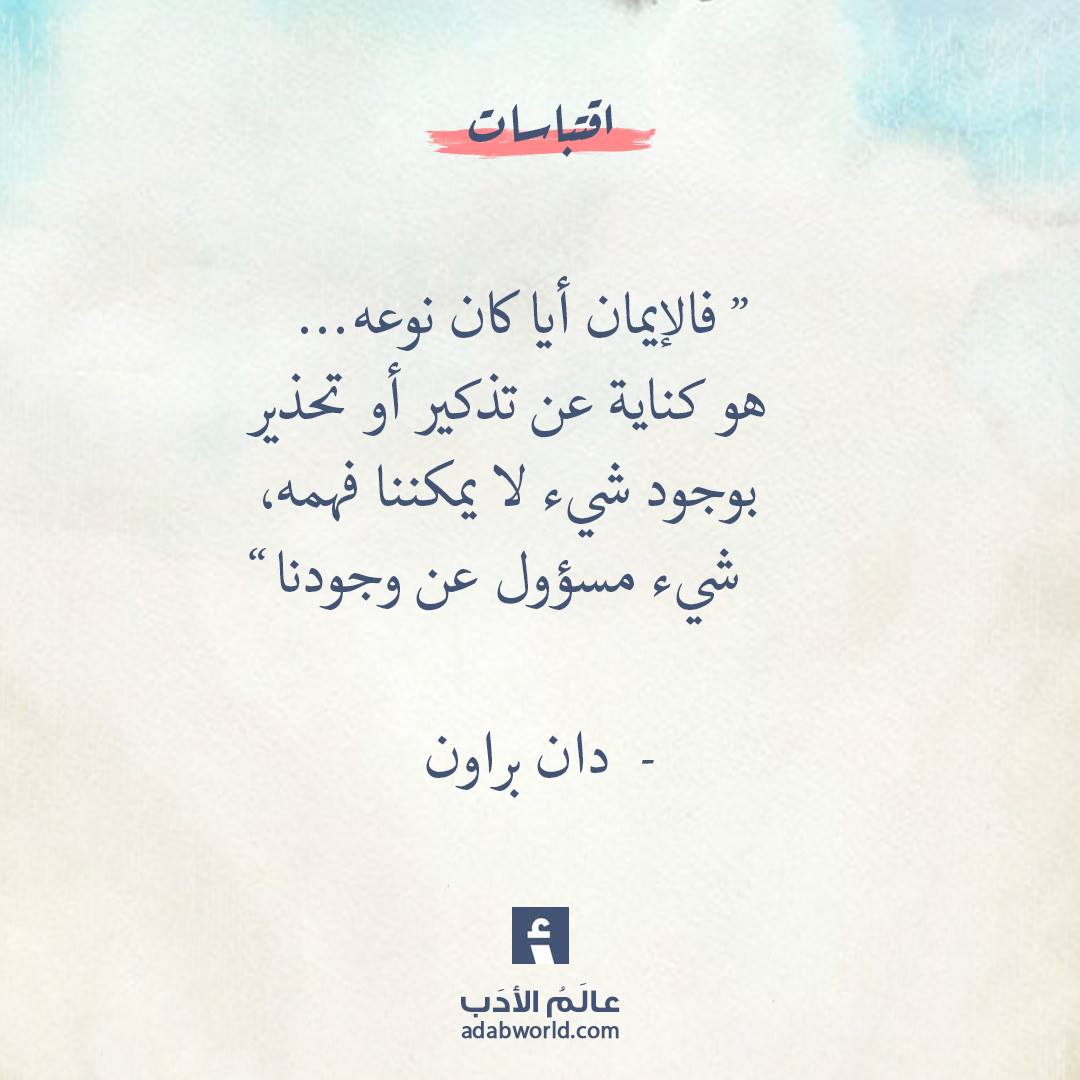 اقتباسات
” فالإيمان أيا كان نوعه...
هو كناية عن تذكير أو تحذير
بوجود شيء لا يمكننا فهمه،
شيء مسؤول عن وجودنا “
- دان براون
أ
عالَمُ الأدَب
adabworld.com